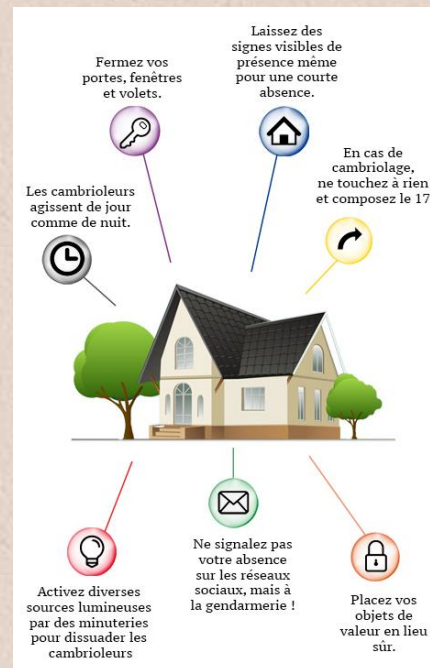 Fermez vos
portes, fenêtres
et volets.
Laissez des
signes visibles de
présence même
pour une courte
absence.
En cas de
cambriolage,
ne touchez à rien
et composez le 17
Les cambrioleurs
agissent de jour
comme de nuit.
Activez diverses
sources lumineuses
par des minuteries
pour dissuader les
cambrioleurs
Ne signalez pas
votre absence
sur les réseaux
sociaux, mais à
la gendarmerie !
Placez vos
objets de
valeur en lieu
sûr.